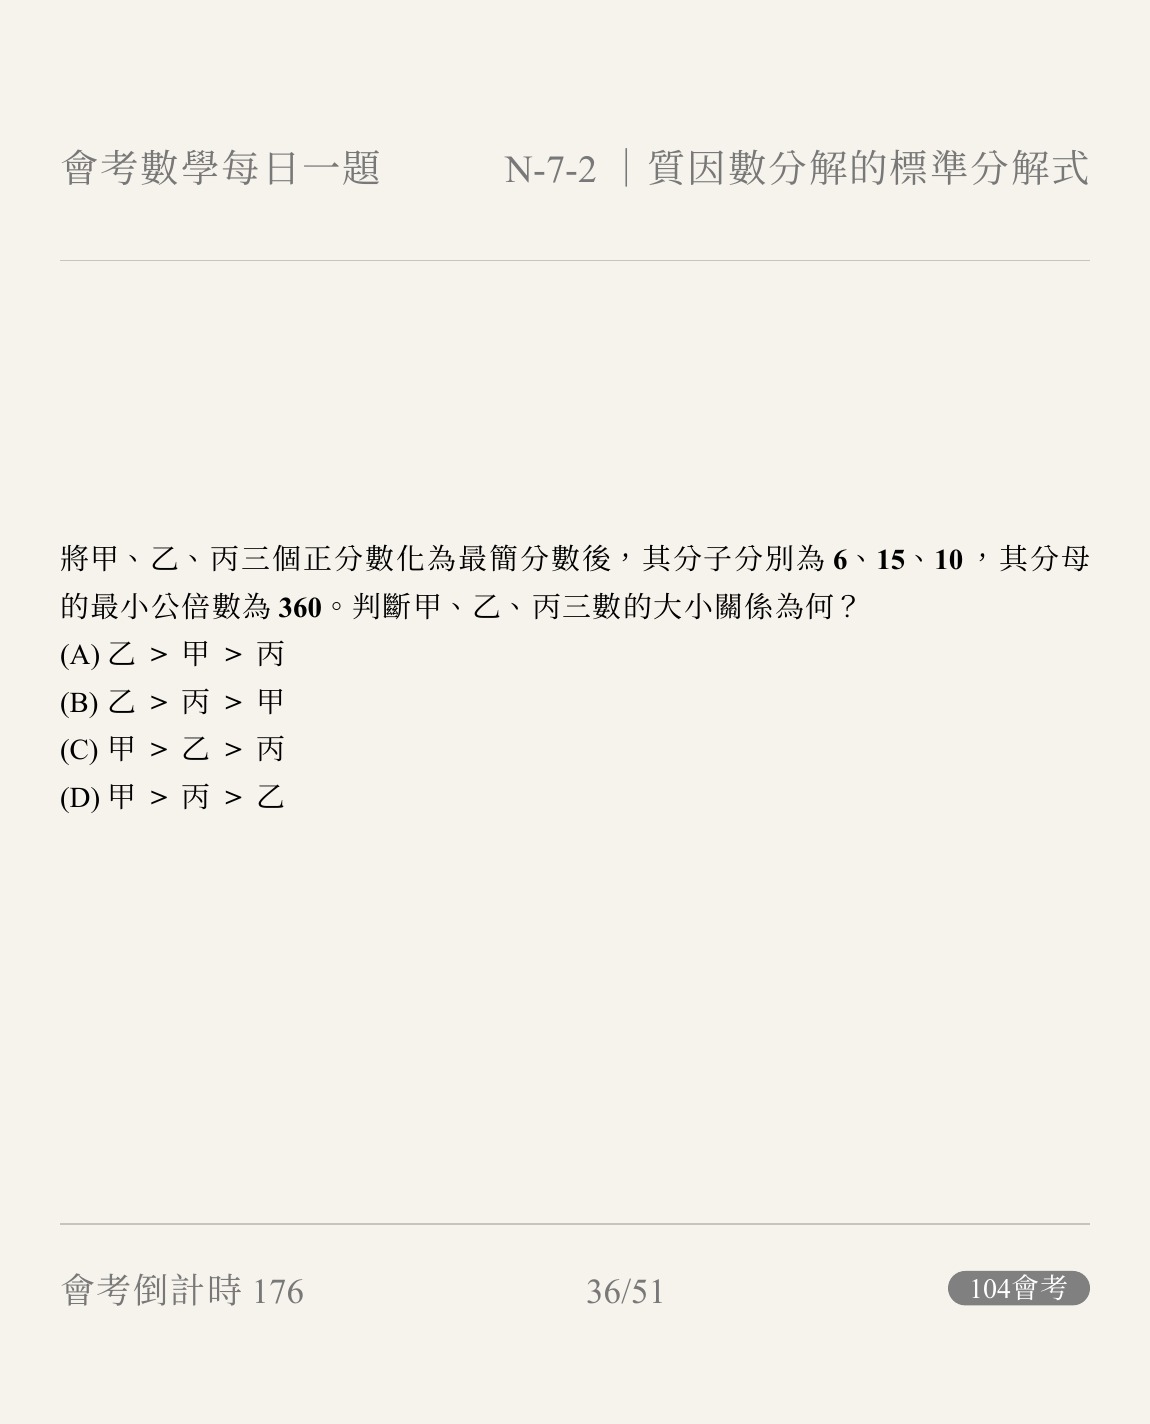 會考數學每日一題
N-7-2｜質因數分解的標準分解式
將甲、乙、丙三個正分數化為最簡分數後，其分子分別為 6、15、10，其分母
的最小公倍數為 360。判斷甲、乙、丙三數的大小關係為何？
(A) 乙 > 甲 > 丙
(B) 乙 > 丙 > 甲
(C) 甲 > 乙 > 丙
(D) 甲 > 丙 > 乙
會考倒計時 176
36/51
104會考